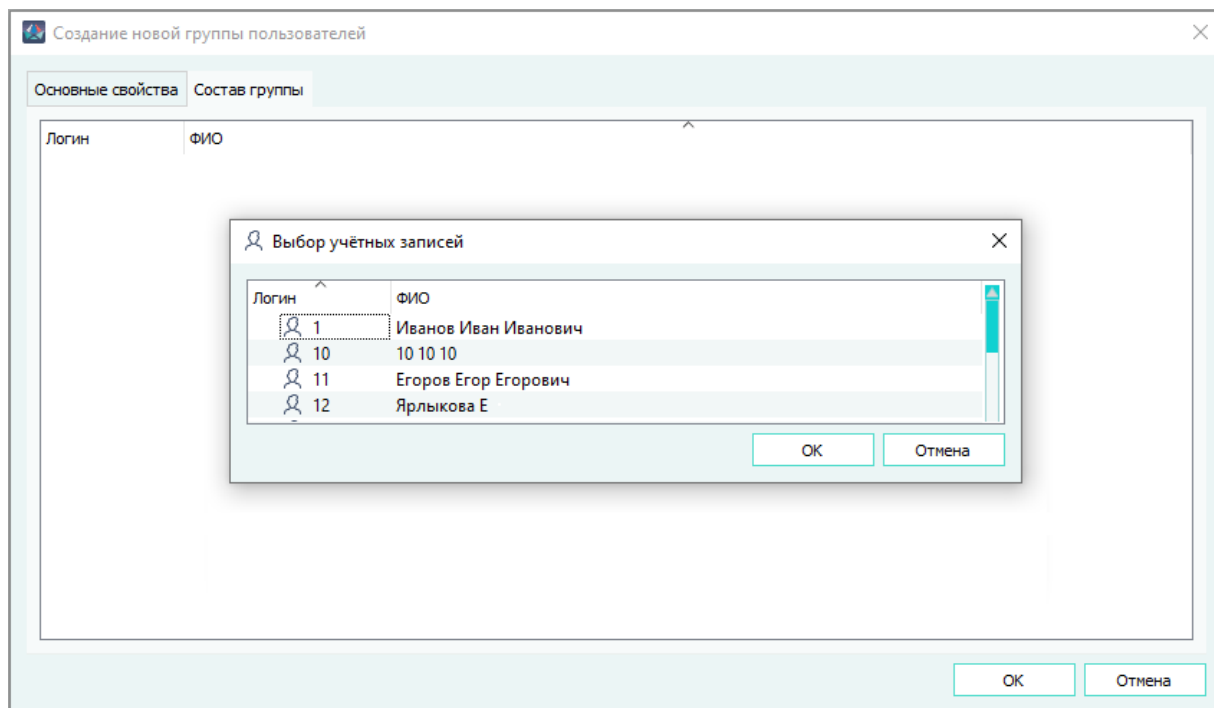 Создание новой группы пользователей
Основные свойства Состав группы
Логин ФИО
Выбор учётных записей
Логин ФИО
1 Иванов Иван Иванович
10 10 10 10
11 Егоров Егор Егорович
12 Ярлыкова Е
ОК Отмена
ОК Отмена